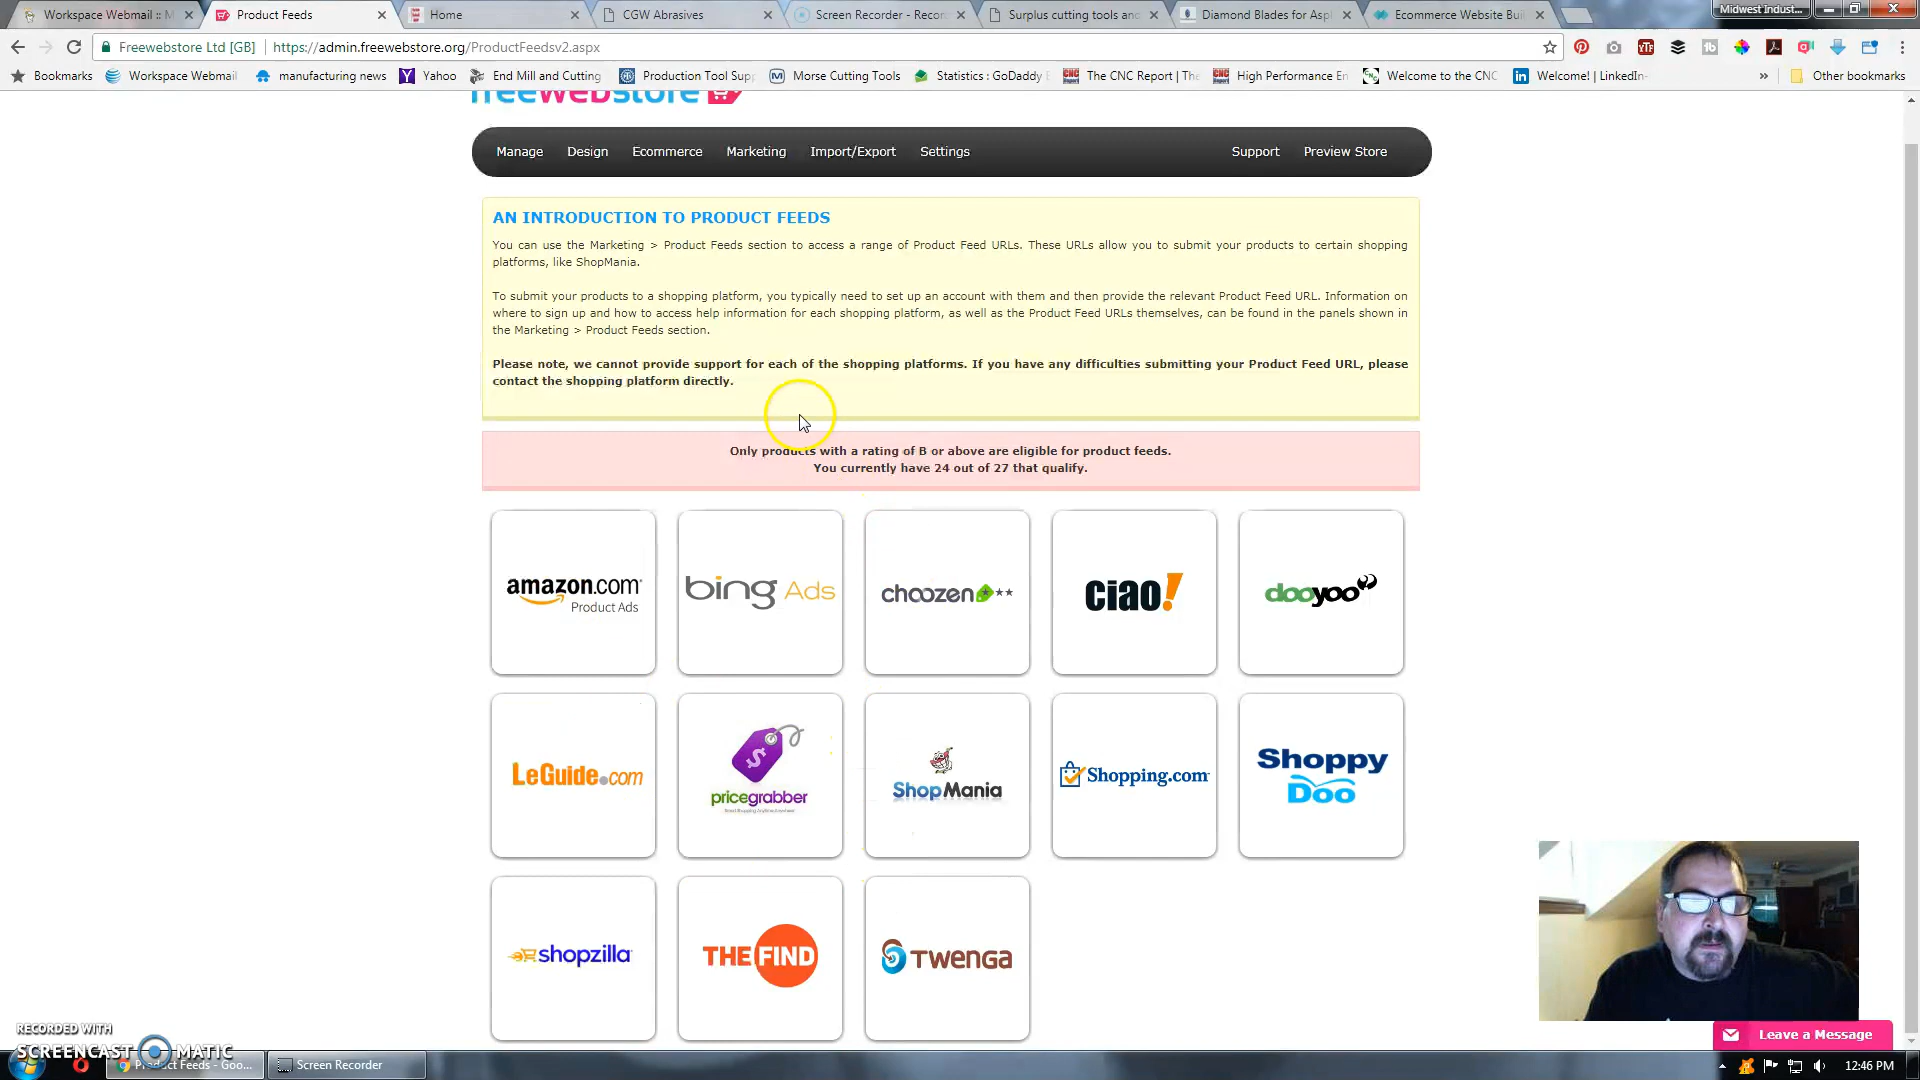 Workspace Webmail :: M
Product Feeds
Home
CGW Abrasives
Screen Recorder - Recor
Surplus cutting tools and
Diamond Blades for Asp
Ecommerce Website Bui
Midwest Indust...
Freewebstore Ltd [GB]
https://admin.freewebstore.org/ProductFeedsv2.aspx
Bookmarks
Workspace Webmail
manufacturing news
Yahoo
End Mill and Cutting
Production Tool Supp
Morse Cutting Tools
Statistics : GoDaddy
The CNC Report | The
High Performance En
Welcome to the CNC
Welcome! | LinkedIn
»
Other bookmarks
freewebstore
Manage
Design
Ecommerce
Marketing
Import/Export
Settings
Support
Preview Store
AN INTRODUCTION TO PRODUCT FEEDS
You can use the Marketing > Product Feeds section to access a range of Product Feed URLs. These URLs allow you to submit your products to certain shopping
platforms, like ShopMania.
To submit your products to a shopping platform, you typically need to set up an account with them and then provide the relevant Product Feed URL. Information on
where to sign up and how to access help information for each shopping platform, as well as the Product Feed URLs themselves, can be found in the panels shown in
the Marketing > Product Feeds section.
Please note, we cannot provide support for each of the shopping platforms. If you have any difficulties submitting your Product Feed URL, please
contact the shopping platform directly.
Only products with a rating of B or above are eligible for product feeds.
You currently have 24 out of 27 that qualify.
amazon.com
Product Ads
bing Ads
choozen
ciao!
dooyoo
LeGuide.com
pricegrabber
ShopMania
Shopping.com
Shoppy
Doo
shopzilla
THE FIND
TWENGA
RECORDED WITH
SCREENCAST MATIC
Leave a Message
Product Feeds - Goo...
Screen Recorder
12:46 PM